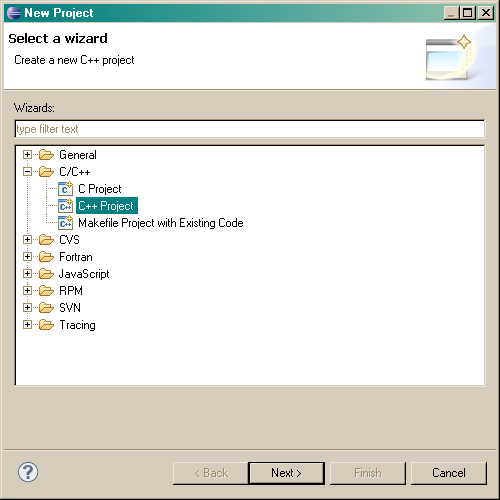 New Project
Select a wizard
Create a new C++ project
Wizards:
type filter text
General
C/C++
C Project
C++ Project
Makefile Project with Existing Code
CVS
Fortran
JavaScript
RPM
SVN
Tracing
? < Back Next > Finish Cancel